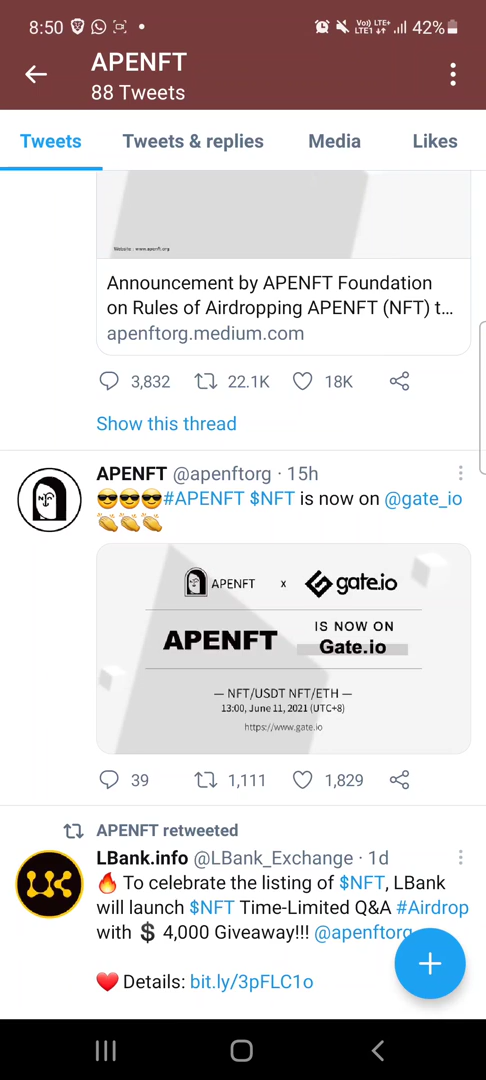 8:50 Vo) LTE+ LTE1 42%
APENFT
88 Tweets
Tweets Tweets & replies Media Likes
Website : www.apenft.org
Announcement by APENFT Foundation
on Rules of Airdropping APENFT (NFT) t...
apenftorg.medium.com
3,832 22.1K 18K
Show this thread
APENFT @apenftorg · 15h
😎😎😎#APENFT $NFT is now on @gate_io
👏👏👏
APENFT x gate.io
APENFT IS NOW ON
Gate.io
— NFT/USDT NFT/ETH —
13:00, June 11, 2021 (UTC+8)
https://www.gate.io
39 1,111 1,829
APENFT retweeted
LBank.info @LBank_Exchange · 1d
🔥 To celebrate the listing of $NFT, LBank
will launch $NFT Time-Limited Q&A #Airdrop
with 💲 4,000 Giveaway!!! @apenftorg
❤️ Details: bit.ly/3pFLC1o